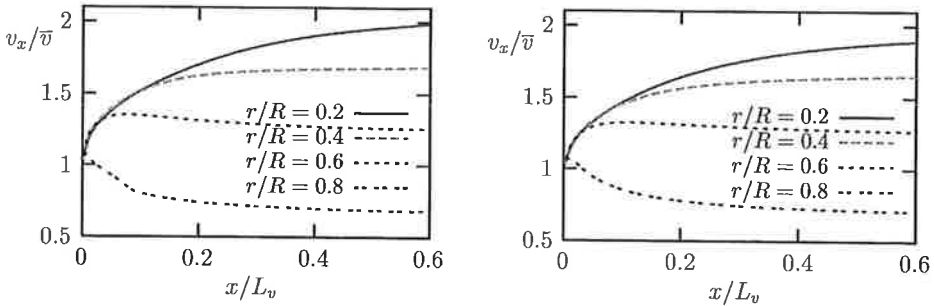 v_x/v̅
2
1.5
1
0.5
0
0.2
0.4
0.6
x/L_v
r/R = 0.2
r/R = 0.4
r/R = 0.6
r/R = 0.8
v_x/v̅
2
1.5
1
0.5
0
0.2
0.4
0.6
x/L_v
r/R = 0.2
r/R = 0.4
r/R = 0.6
r/R = 0.8